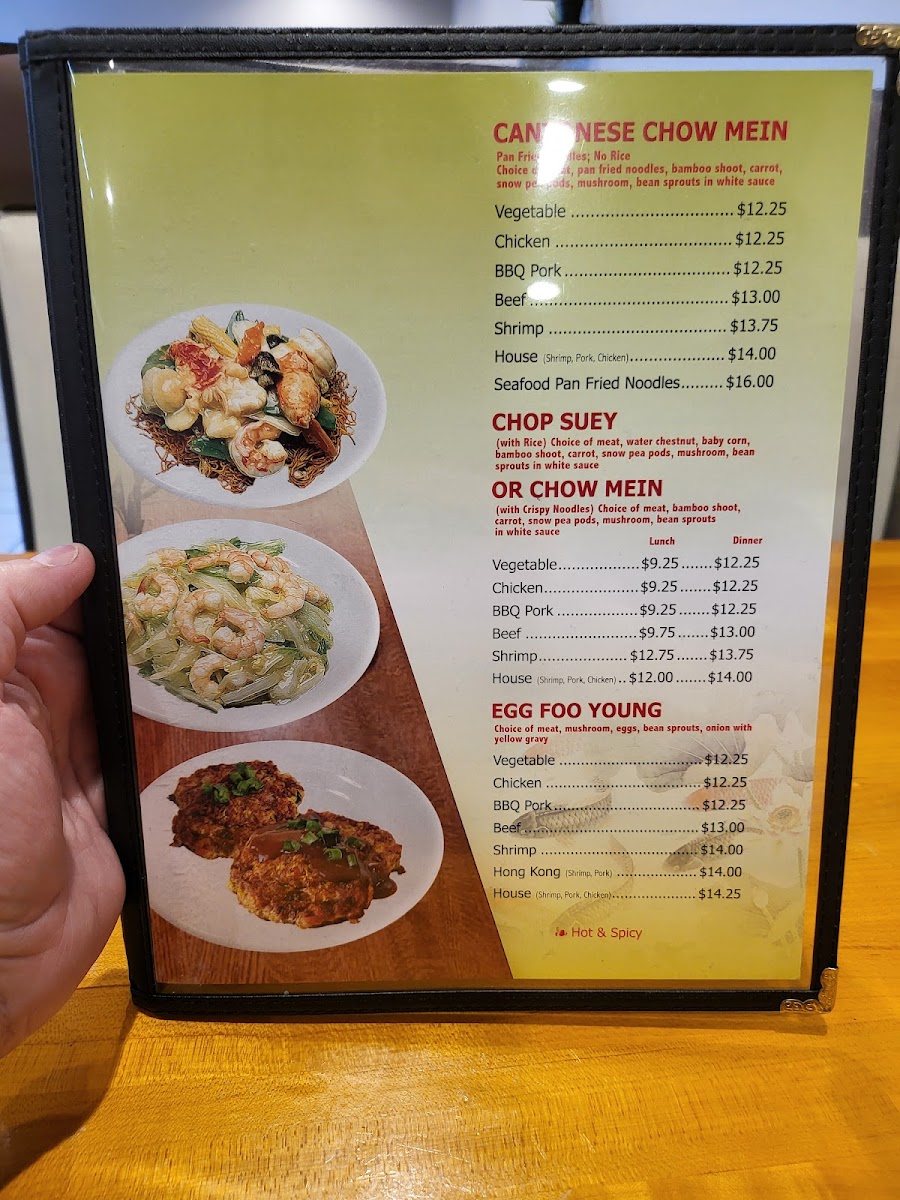 CANTONESE CHOW MEIN
Pan Fried Noodles; No Rice
Choice of meat, pan fried noodles, bamboo shoot, carrot,
snow pea pods, mushroom, bean sprouts in white sauce
Vegetable ................................. $12.25
Chicken .................................... $12.25
BBQ Pork.................................. $12.25
Beef ........................................ $13.00
Shrimp .................................... $13.75
House (Shrimp, Pork, Chicken)................... $14.00
Seafood Pan Fried Noodles......... $16.00
CHOP SUEY
(with Rice) Choice of meat, water chestnut, baby corn,
bamboo shoot, carrot, snow pea pods, mushroom, bean
sprouts in white sauce
OR CHOW MEIN
(with Crispy Noodles) Choice of meat, bamboo shoot,
carrot, snow pea pods, mushroom, bean sprouts
in white sauce
Lunch Dinner
Vegetable.................. $9.25 ....... $12.25
Chicken..................... $9.25 ....... $12.25
BBQ Pork .................. $9.25 ....... $12.25
Beef ......................... $9.75 ....... $13.00
Shrimp.................... $12.75 ....... $13.75
House (Shrimp, Pork, Chicken) .. $12.00 ....... $14.00
EGG FOO YOUNG
Choice of meat, mushroom, eggs, bean sprouts, onion with
yellow gravy
Vegetable ................................ $12.25
Chicken ................................... $12.25
BBQ Pork................................. $12.25
Beef ........................................ $13.00
Shrimp .................................... $14.00
Hong Kong (Shrimp, Pork) .................. $14.00
House (Shrimp, Pork, Chicken)................... $14.25
Hot & Spicy